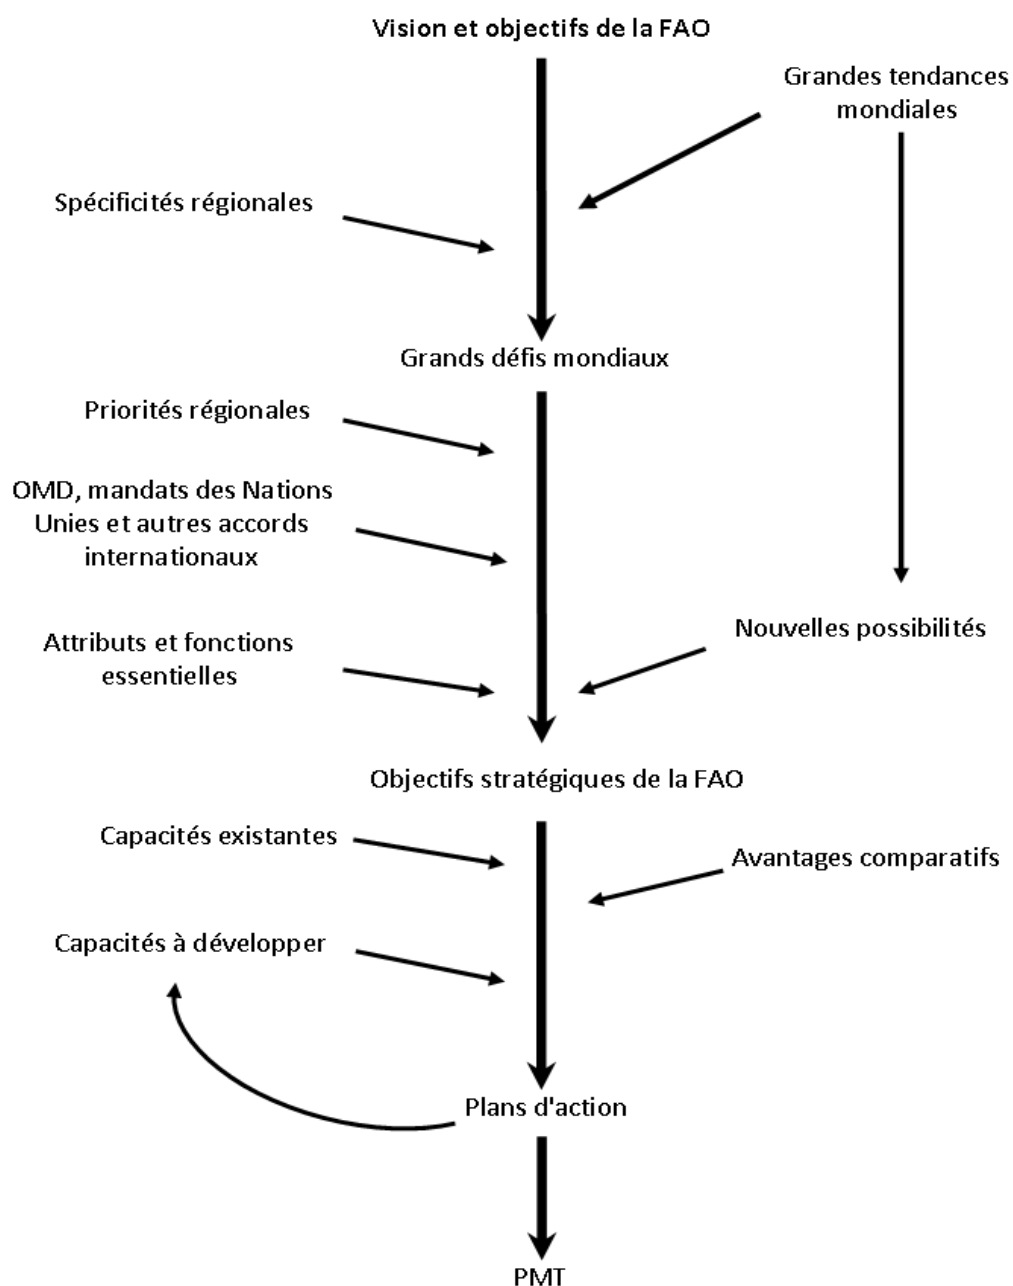 Vision et objectifs de la FAO
Grandes tendances
mondiales
Spécificités régionales
Grands défis mondiaux
Priorités régionales
OMD, mandats des Nations
Unies et autres accords
internationaux
Nouvelles possibilités
Attributs et fonctions
essentielles
Objectifs stratégiques de la FAO
Capacités existantes
Avantages comparatifs
Capacités à développer
Plans d'action
PMT